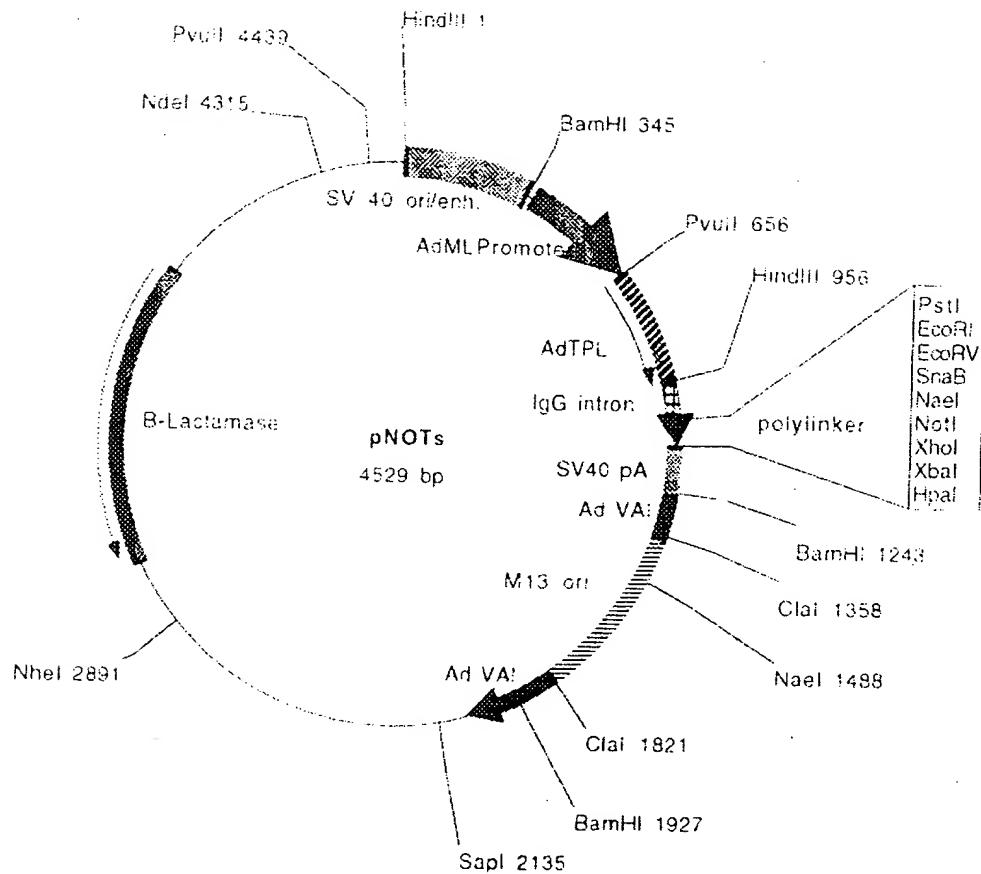 HindIII 1
PvuII 4439
NdeI 4315
BamHI 345
SV 40 ori/enh.
AdMLPromote
PvuII 656
HindIII 956
PstI
EcoRI
EcoRV
SnaB
NaeI
NotI
XhoI
XbaI
HpaI
AdTPL
IgG intron
polylinker
B-Lactamase
pNOTs
4529 bp
SV40 pA
Ad VAI
BamHI 1243
M13 ori
ClaI 1358
NheI 2891
Ad VAI
NaeI 1488
ClaI 1821
BamHI 1927
SapI 2135